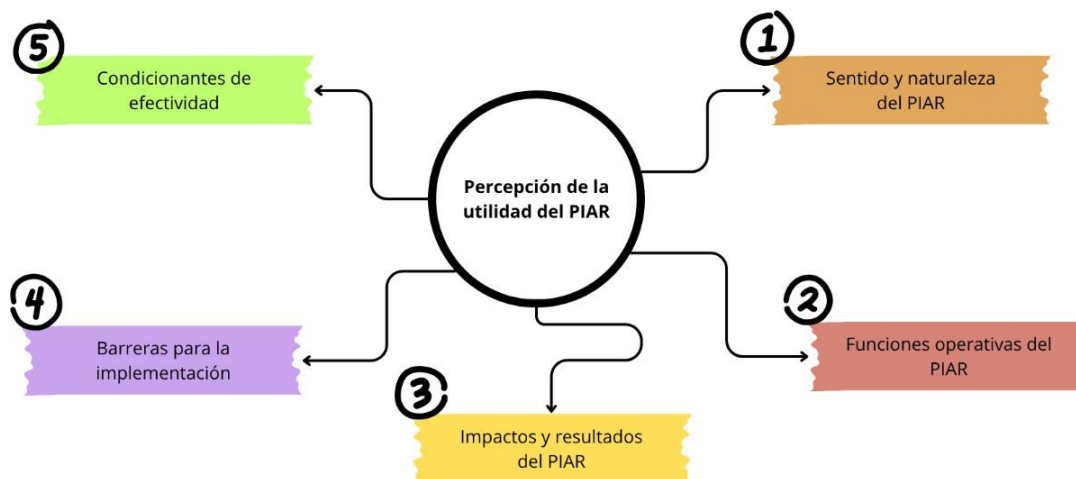 Percepción de la
utilidad del PIAR
1
Sentido y naturaleza
del PIAR
2
Funciones operativas del
PIAR
3
Impactos y resultados
del PIAR
4
Barreras para la
implementación
5
Condicionantes de
efectividad